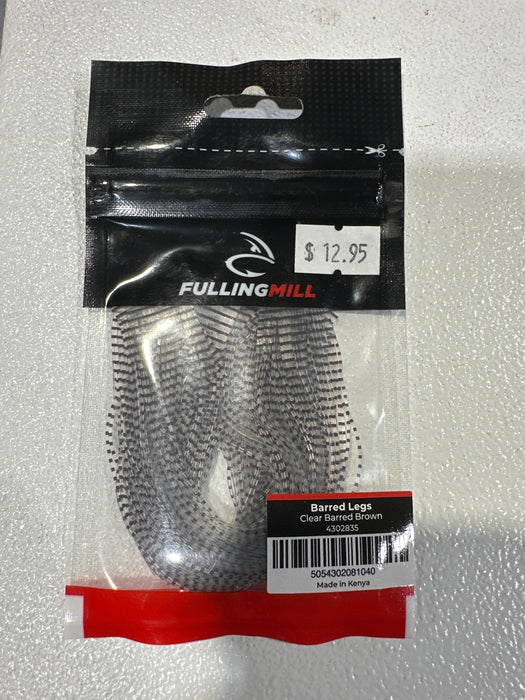 $ 12.95
FULLINGMILL
Barred Legs
Clear Barred Brown
4302835
5054302081040
Made in Kenya